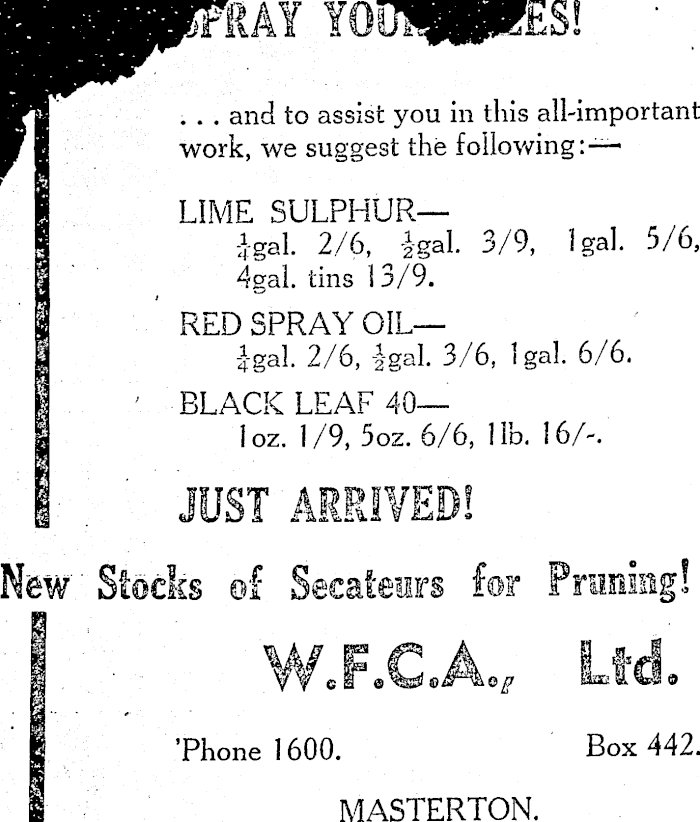 SPRAY YOUR
. . . and to assist you in this all-important
work, we suggest the following:—
LIME SULPHUR—
¼gal. 2/6, ½gal. 3/9, 1gal. 5/6,
4gal. tins 13/9.
RED SPRAY OIL—
¼gal. 2/6, ½gal. 3/6, 1gal. 6/6.
BLACK LEAF 40—
1oz. 1/9, 5oz. 6/6, 1lb. 16/-.
JUST ARRIVED!
New Stocks of Secateurs for Pruning!
W.F.C.A., Ltd.
'Phone 1600. Box 442.
MASTERTON.